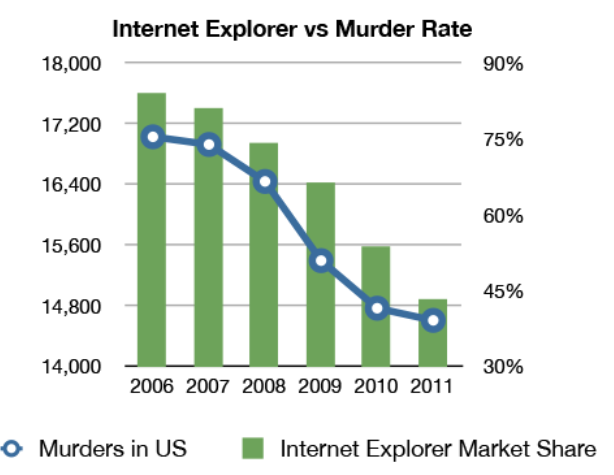 Internet Explorer vs Murder Rate
18,000 90%
17,200 75%
16,400 60%
15,600 45%
14,800
14,000 30%
2006 2007 2008 2009 2010 2011
Murders in US Internet Explorer Market Share